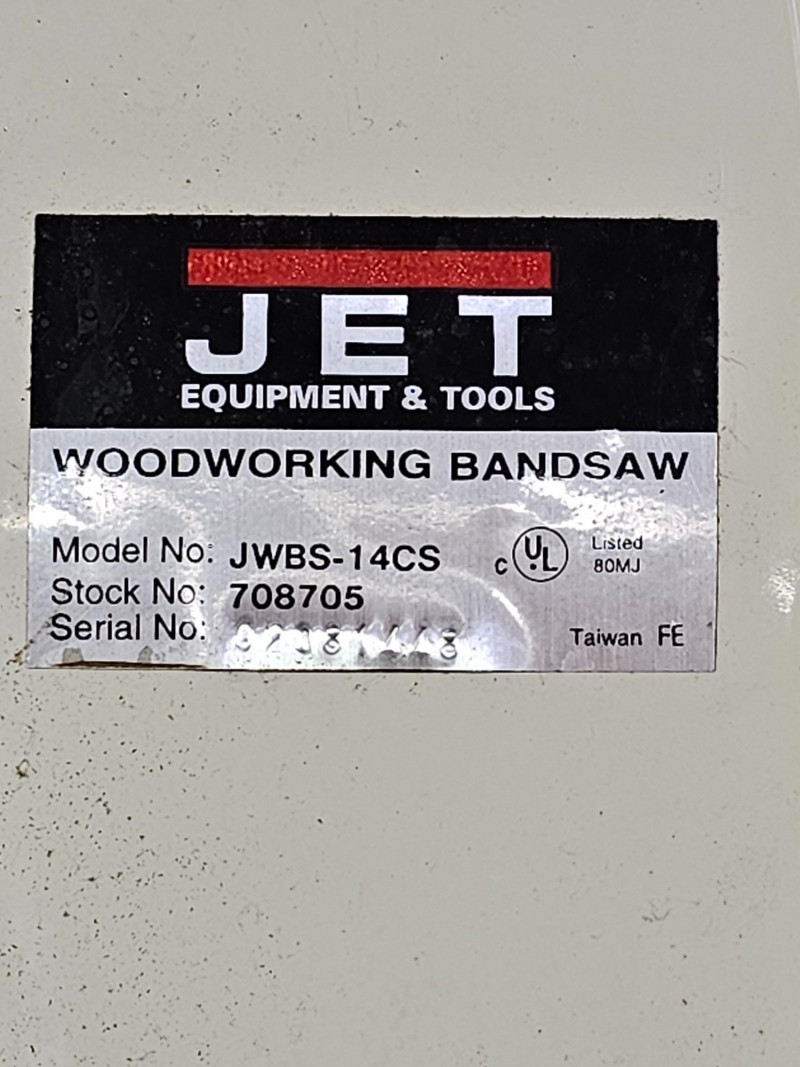 JET
EQUIPMENT & TOOLS
WOODWORKING BANDSAW
Model No: JWBS-14CS
c UL Listed
80MJ
Stock No: 708705
Serial No:
Taiwan FE